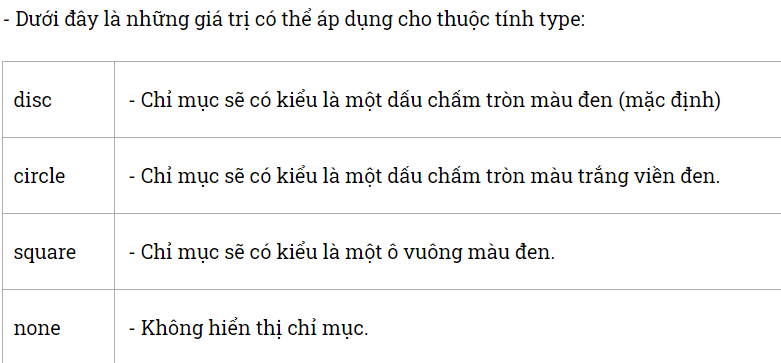 - Dưới đây là những giá trị có thể áp dụng cho thuộc tính type:
disc - Chỉ mục sẽ có kiểu là một dấu chấm tròn màu đen (mặc định)
circle - Chỉ mục sẽ có kiểu là một dấu chấm tròn màu trắng viền đen.
square - Chỉ mục sẽ có kiểu là một ô vuông màu đen.
none - Không hiển thị chỉ mục.